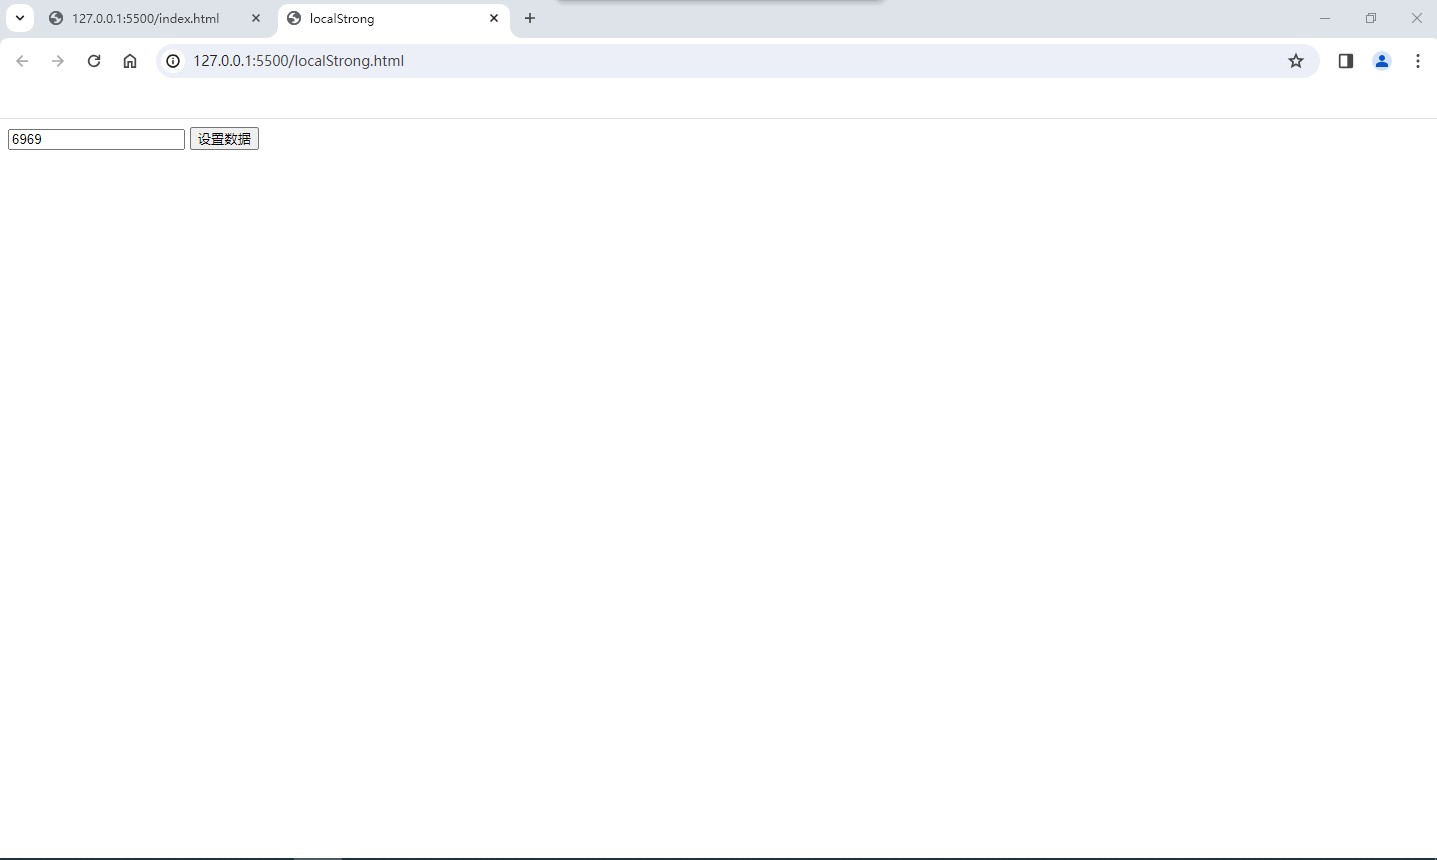 127.0.0.1:5500/index.html
localStrong
127.0.0.1:5500/localStrong.html
6969 设置数据